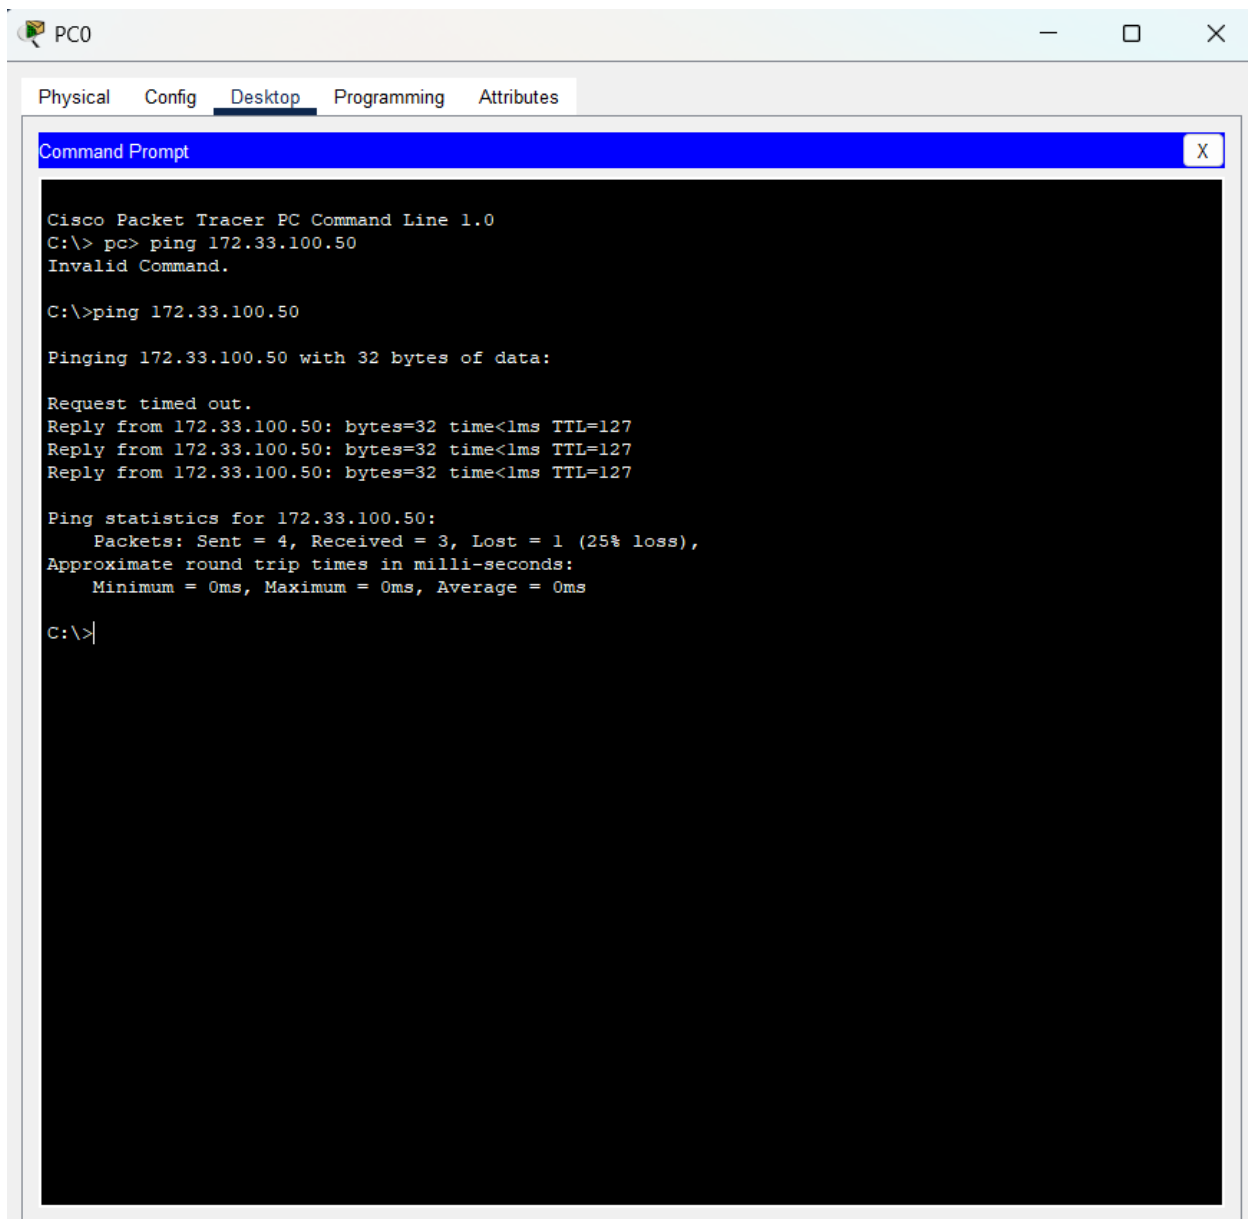 PC0
Physical Config Desktop Programming Attributes
Command Prompt X
Cisco Packet Tracer PC Command Line 1.0
C:\> pc> ping 172.33.100.50
Invalid Command.
C:\>ping 172.33.100.50
Pinging 172.33.100.50 with 32 bytes of data:
Request timed out.
Reply from 172.33.100.50: bytes=32 time<1ms TTL=127
Reply from 172.33.100.50: bytes=32 time<1ms TTL=127
Reply from 172.33.100.50: bytes=32 time<1ms TTL=127
Ping statistics for 172.33.100.50:
    Packets: Sent = 4, Received = 3, Lost = 1 (25% loss),
Approximate round trip times in milli-seconds:
    Minimum = 0ms, Maximum = 0ms, Average = 0ms
C:\>